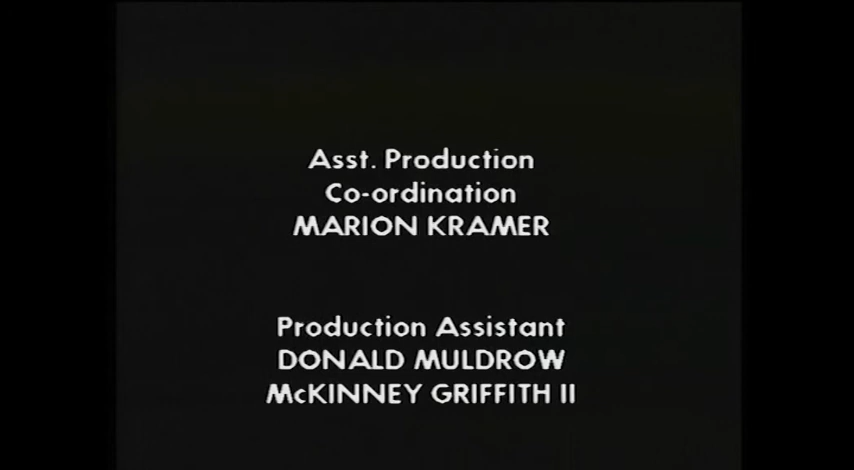 Asst. Production
Co-ordination
MARION KRAMER
Production Assistant
DONALD MULDROW
McKINNEY GRIFFITH II